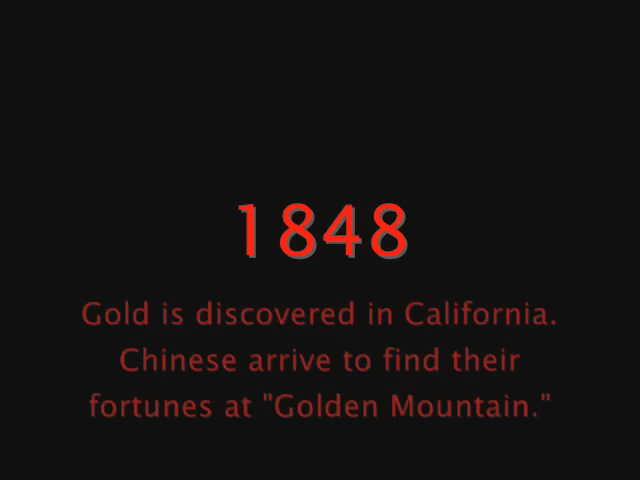 1848
Gold is discovered in California.
Chinese arrive to find their
fortunes at "Golden Mountain."